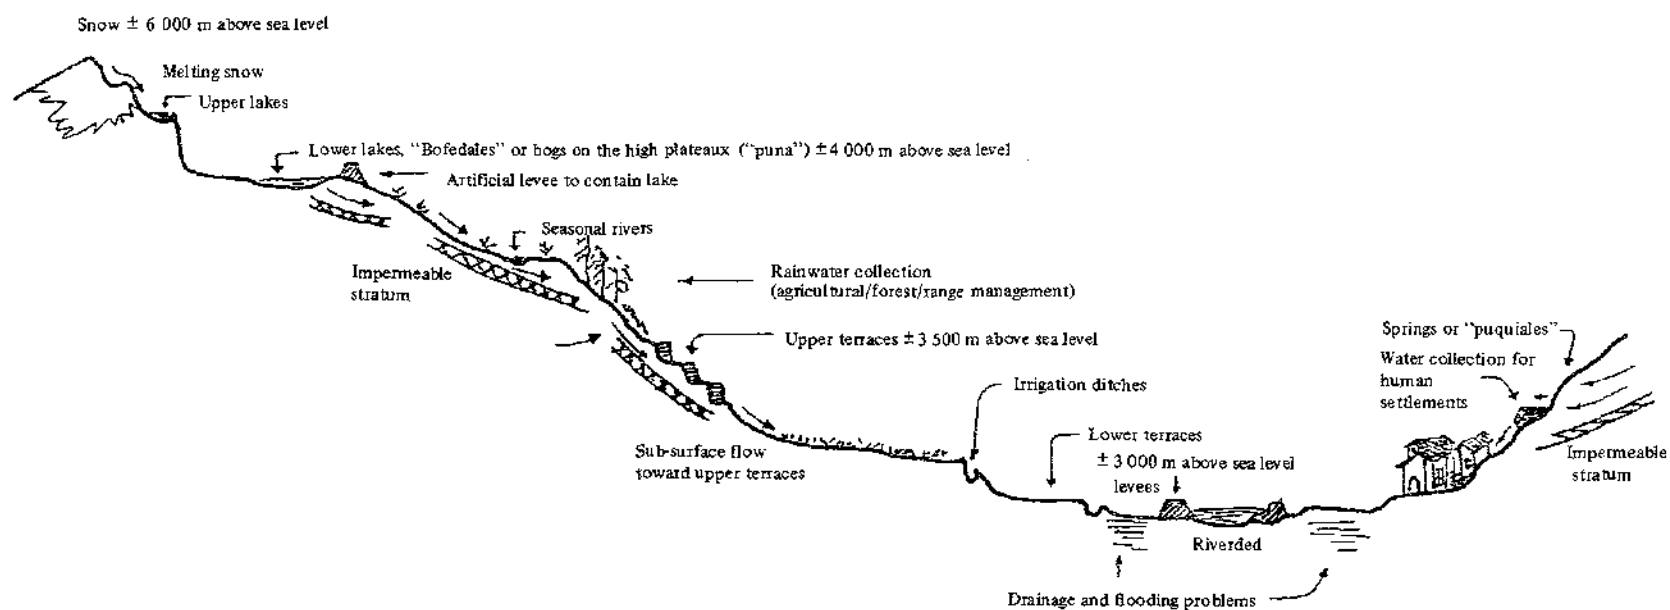 Snow ± 6 000 m above sea level
Melting snow
Upper lakes
Lower lakes, "Bofedales" or bogs on the high plateaux ("puna") ±4 000 m above sea level
Artificial levee to contain lake
Seasonal rivers
Impermeable
stratum
Rainwater collection
(agricultural/forest/range management)
Upper terraces ± 3 500 m above sea level
Springs or "puquiales"
Water collection for
human
settlements
Irrigation ditches
Sub-surface flow
toward upper terraces
Lower terraces
± 3 000 m above sea level
levees
Impermeable
stratum
Riverded
Drainage and flooding problems